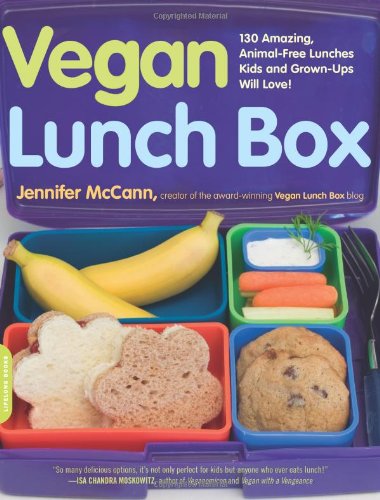 Vegan
130 Amazing,
Animal-Free Lunches
Kids and Grown-Ups
Will Love!
Lunch Box
Jennifer McCann, creator of the award-winning Vegan Lunch Box blog
LIFELONG BOOKS
"So many delicious options, it's not only perfect for kids but anyone who ever eats lunch!"
—ISA CHANDRA MOSKOWITZ, author of Veganomicon and Vegan with a Vengeance